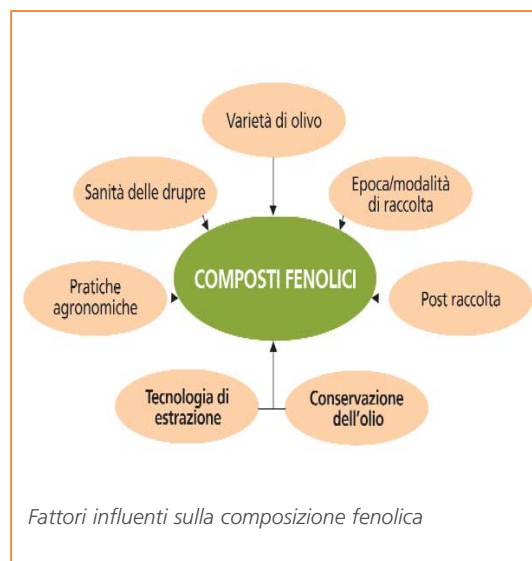 Varietà di olivo
Sanità delle drupre
Epoca/modalità
di raccolta
COMPOSTI FENOLICI
Pratiche
agronomiche
Post raccolta
Tecnologia di
estrazione
Conservazione
dell'olio
Fattori influenti sulla composizione fenolica